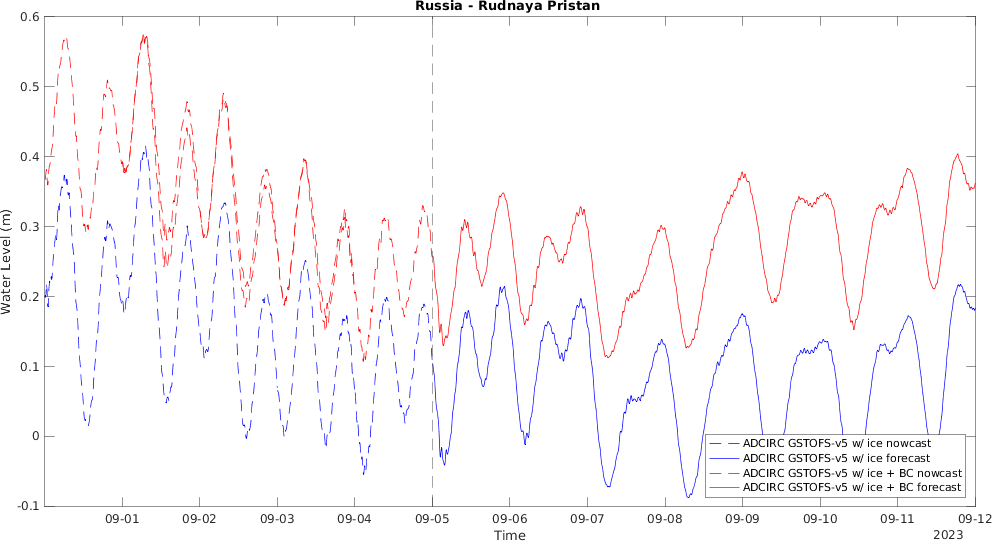 Russia - Rudnaya Pristan
0.6
0.5
0.4
0.3
0.2
0.1
0
-0.1
Water Level (m)
ADCIRC GSTOFS-v5 w/ ice nowcast
ADCIRC GSTOFS-v5 w/ ice forecast
ADCIRC GSTOFS-v5 w/ ice + BC nowcast
ADCIRC GSTOFS-v5 w/ ice + BC forecast
09-01 09-02 09-03 09-04 09-05 09-06 09-07 09-08 09-09 09-10 09-11 09-12
Time
2023